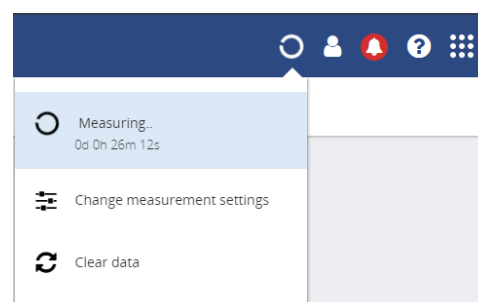 Measuring..
0d 0h 26m 12s
Change measurement settings
Clear data